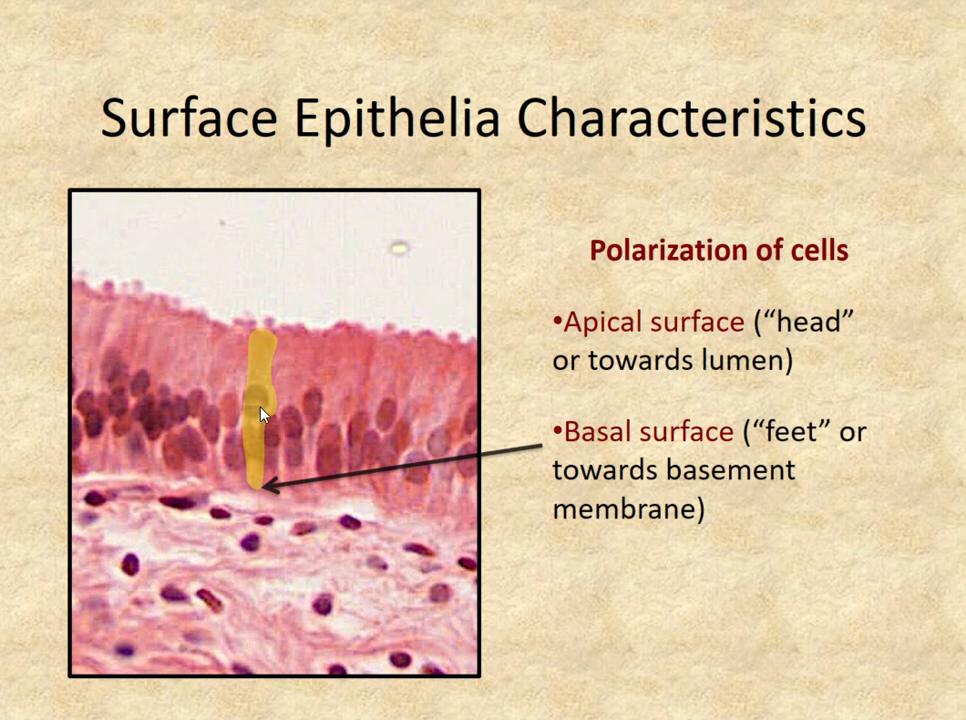 Surface Epithelia Characteristics
Polarization of cells
•Apical surface (“head”
or towards lumen)
•Basal surface (“feet” or
towards basement
membrane)